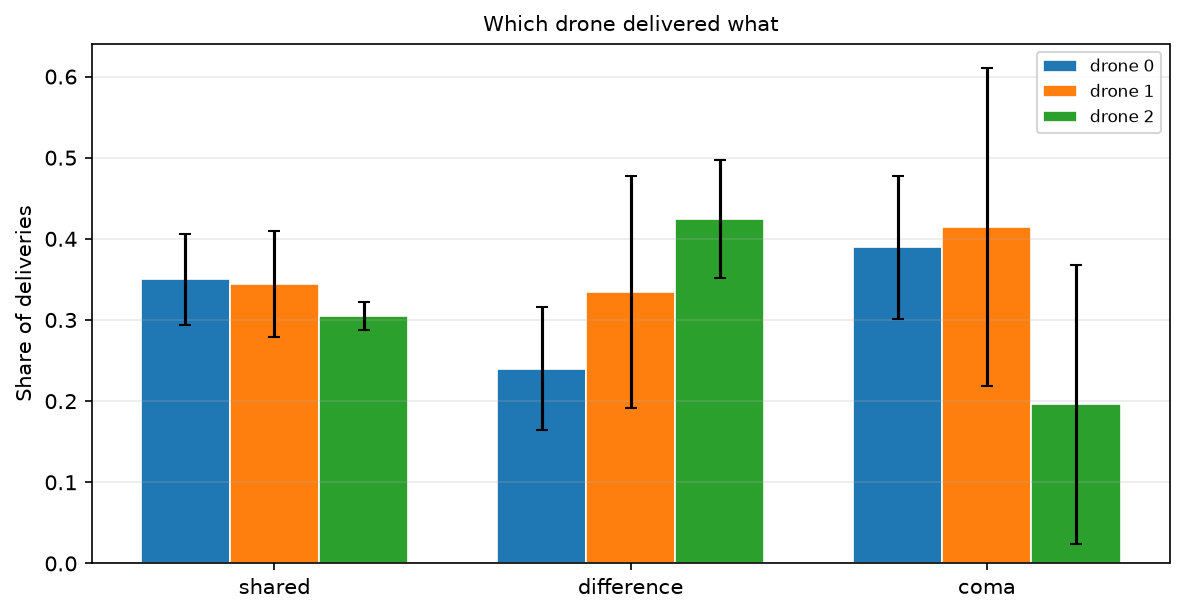 Which drone delivered what
drone 0
drone 1
drone 2
Share of deliveries
0.6
0.5
0.4
0.3
0.2
0.1
0.0
shared
difference
coma